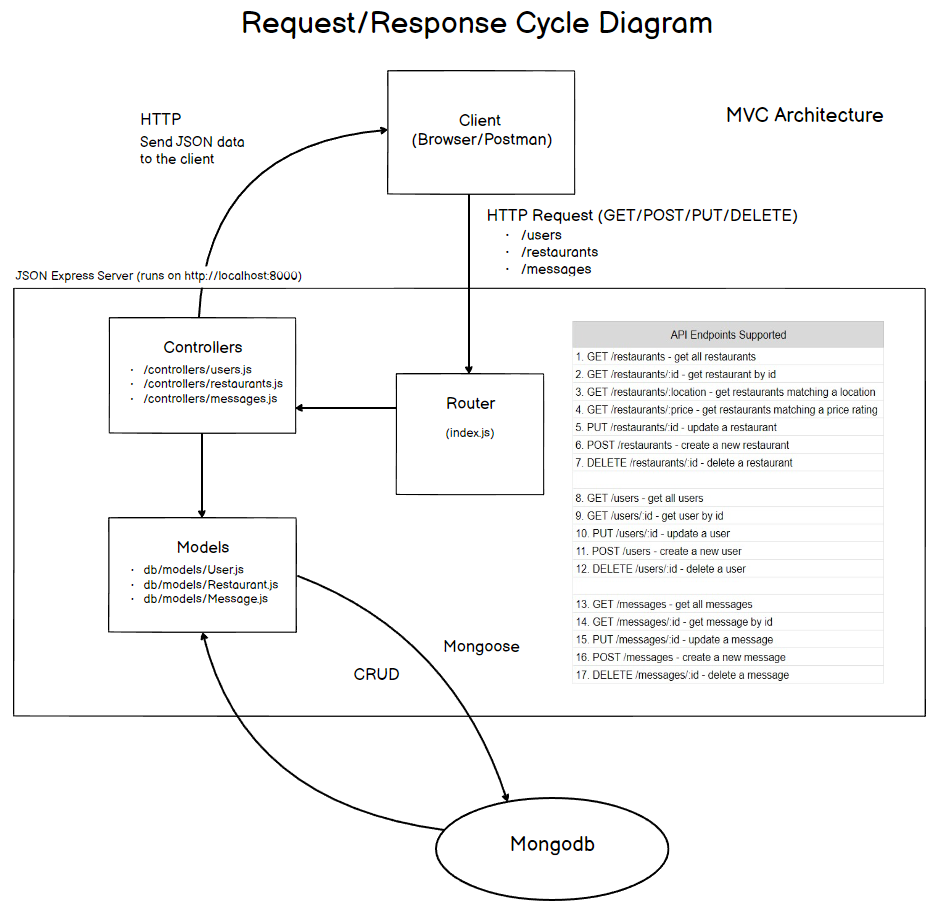 Request/Response Cycle Diagram
MVC Architecture
Client
(Browser/Postman)
HTTP
Send JSON data
to the client
HTTP Request (GET/POST/PUT/DELETE)
· /users
· /restaurants
· /messages
JSON Express Server (runs on http://localhost:8000)
Controllers
· /controllers/users.js
· /controllers/restaurants.js
· /controllers/messages.js
Router
(index.js)
Models
· db/models/User.js
· db/models/Restaurant.js
· db/models/Message.js
Mongoose
CRUD
Mongodb
API Endpoints Supported
1. GET /restaurants - get all restaurants
2. GET /restaurants/:id - get restaurant by id
3. GET /restaurants/:location - get restaurants matching a location
4. GET /restaurants/:price - get restaurants matching a price rating
5. PUT /restaurants/:id - update a restaurant
6. POST /restaurants - create a new restaurant
7. DELETE /restaurants/:id - delete a restaurant
8. GET /users - get all users
9. GET /users/:id - get user by id
10. PUT /users/:id - update a user
11. POST /users - create a new user
12. DELETE /users/:id - delete a user
13. GET /messages - get all messages
14. GET /messages/:id - get message by id
15. PUT /messages/:id - update a message
16. POST /messages - create a new message
17. DELETE /messages/:id - delete a message